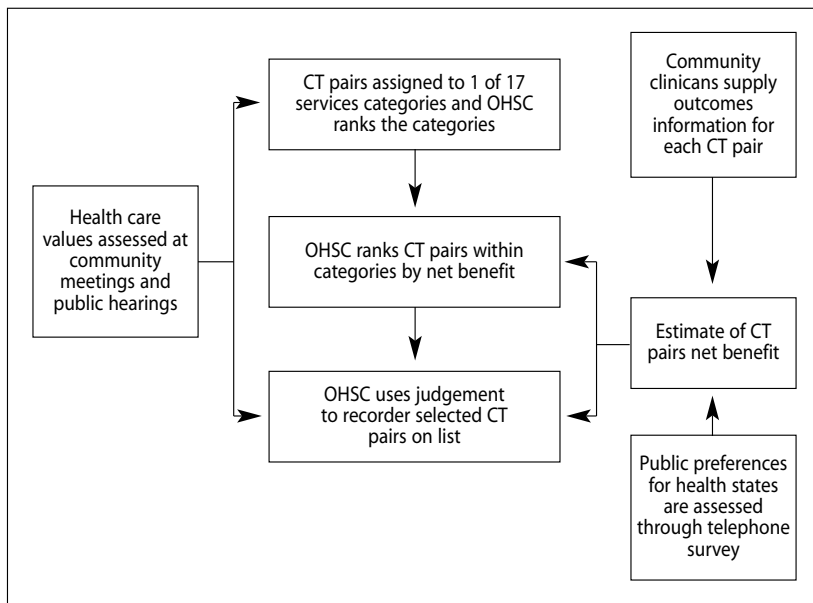 CT pairs assigned to 1 of 17
services categories and OHSC
ranks the categories
Community
clinicians supply
outcomes
information for
each CT pair
Health care
values assessed at
community
meetings and
public hearings
OHSC ranks CT pairs within
categories by net benefit
Estimate of CT
pairs net benefit
OHSC uses judgement
to recorder selected CT
pairs on list
Public preferences
for health states
are assessed
through telephone
survey